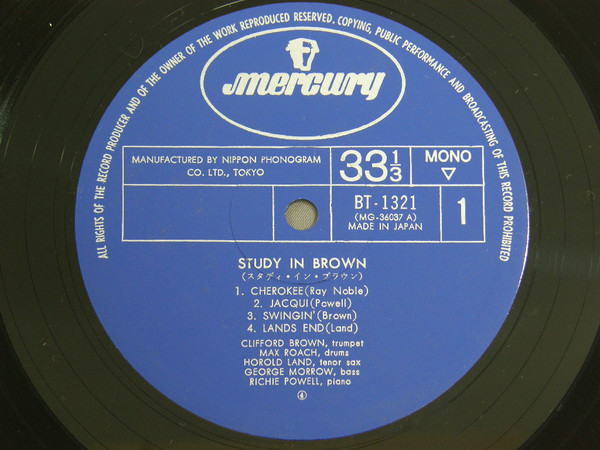 ALL RIGHTS OF THE RECORD PRODUCER AND OF THE OWNER OF THE WORK REPRODUCED RESERVED, COPYING, PUBLIC PERFORMANCE AND BROADCASTING OF THIS RECORD PROHIBITED
mercury
MANUFACTURED BY NIPPON PHONOGRAM
CO. LTD., TOKYO
33 1/3
MONO
▽
BT-1321
(MG-36037 A)
MADE IN JAPAN
1
STUDY IN BROWN
(スタディ・イン・ブラウン)
1. CHEROKEE (Ray Noble)
2. JACQUI (Powell)
3. SWINGIN' (Brown)
4. LANDS END (Land)
CLIFFORD BROWN, trumpet
MAX ROACH, drums
HOROLD LAND, tenor sax
GEORGE MORROW, bass
RICHIE POWELL, piano
④